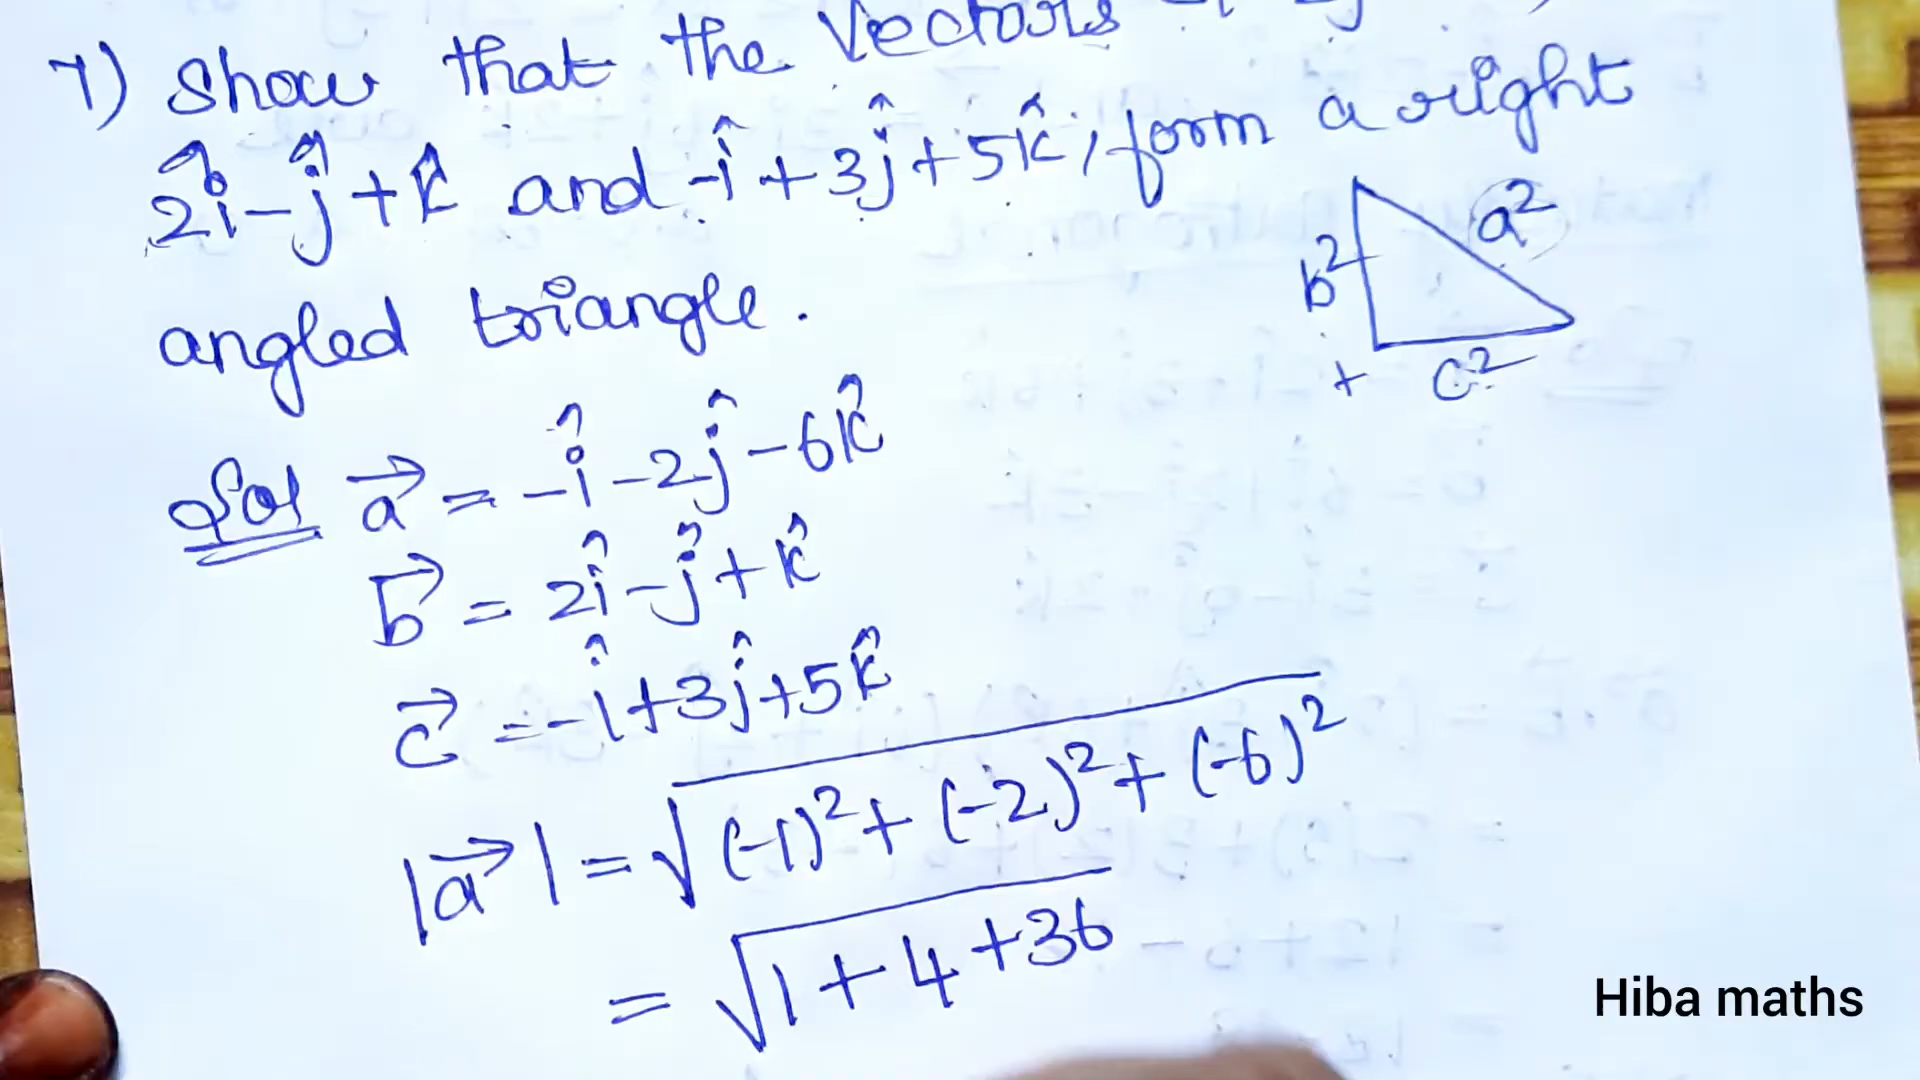 7) Show that the Vectors
2î-ĵ+k̂ and -î+3ĵ+5k̂, form a right
angled triangle.
a²
b²
+ c²
Sol a⃗ = -î-2ĵ-6k̂
b⃗ = 2î-ĵ+k̂
c⃗ = -î+3ĵ+5k̂
|a⃗| = √(-1)²+(-2)²+(-6)²
= √1+4+36
Hiba maths